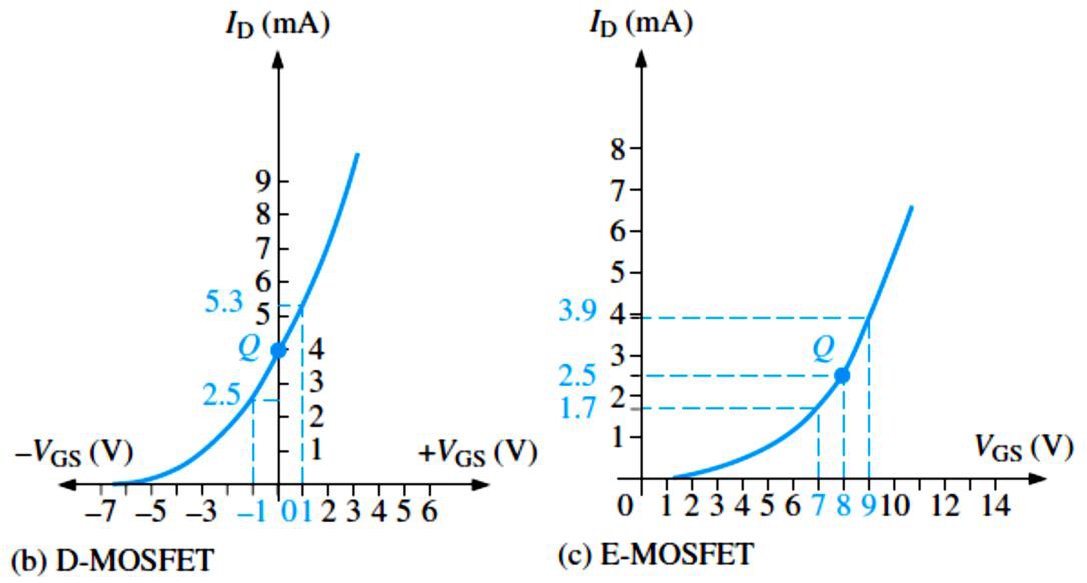 I_D (mA)
9
8
7
6
5.3
5
Q
4
3
2.5
2
1
–V_GS (V)
+V_GS (V)
–7 –5 –3 –1 0 1 2 3 4 5 6
(b) D-MOSFET
I_D (mA)
8
7
6
5
3.9 4
Q
3
2.5
2
1.7
1
V_GS (V)
0 1 2 3 4 5 6 7 8 9 10 12 14
(c) E-MOSFET